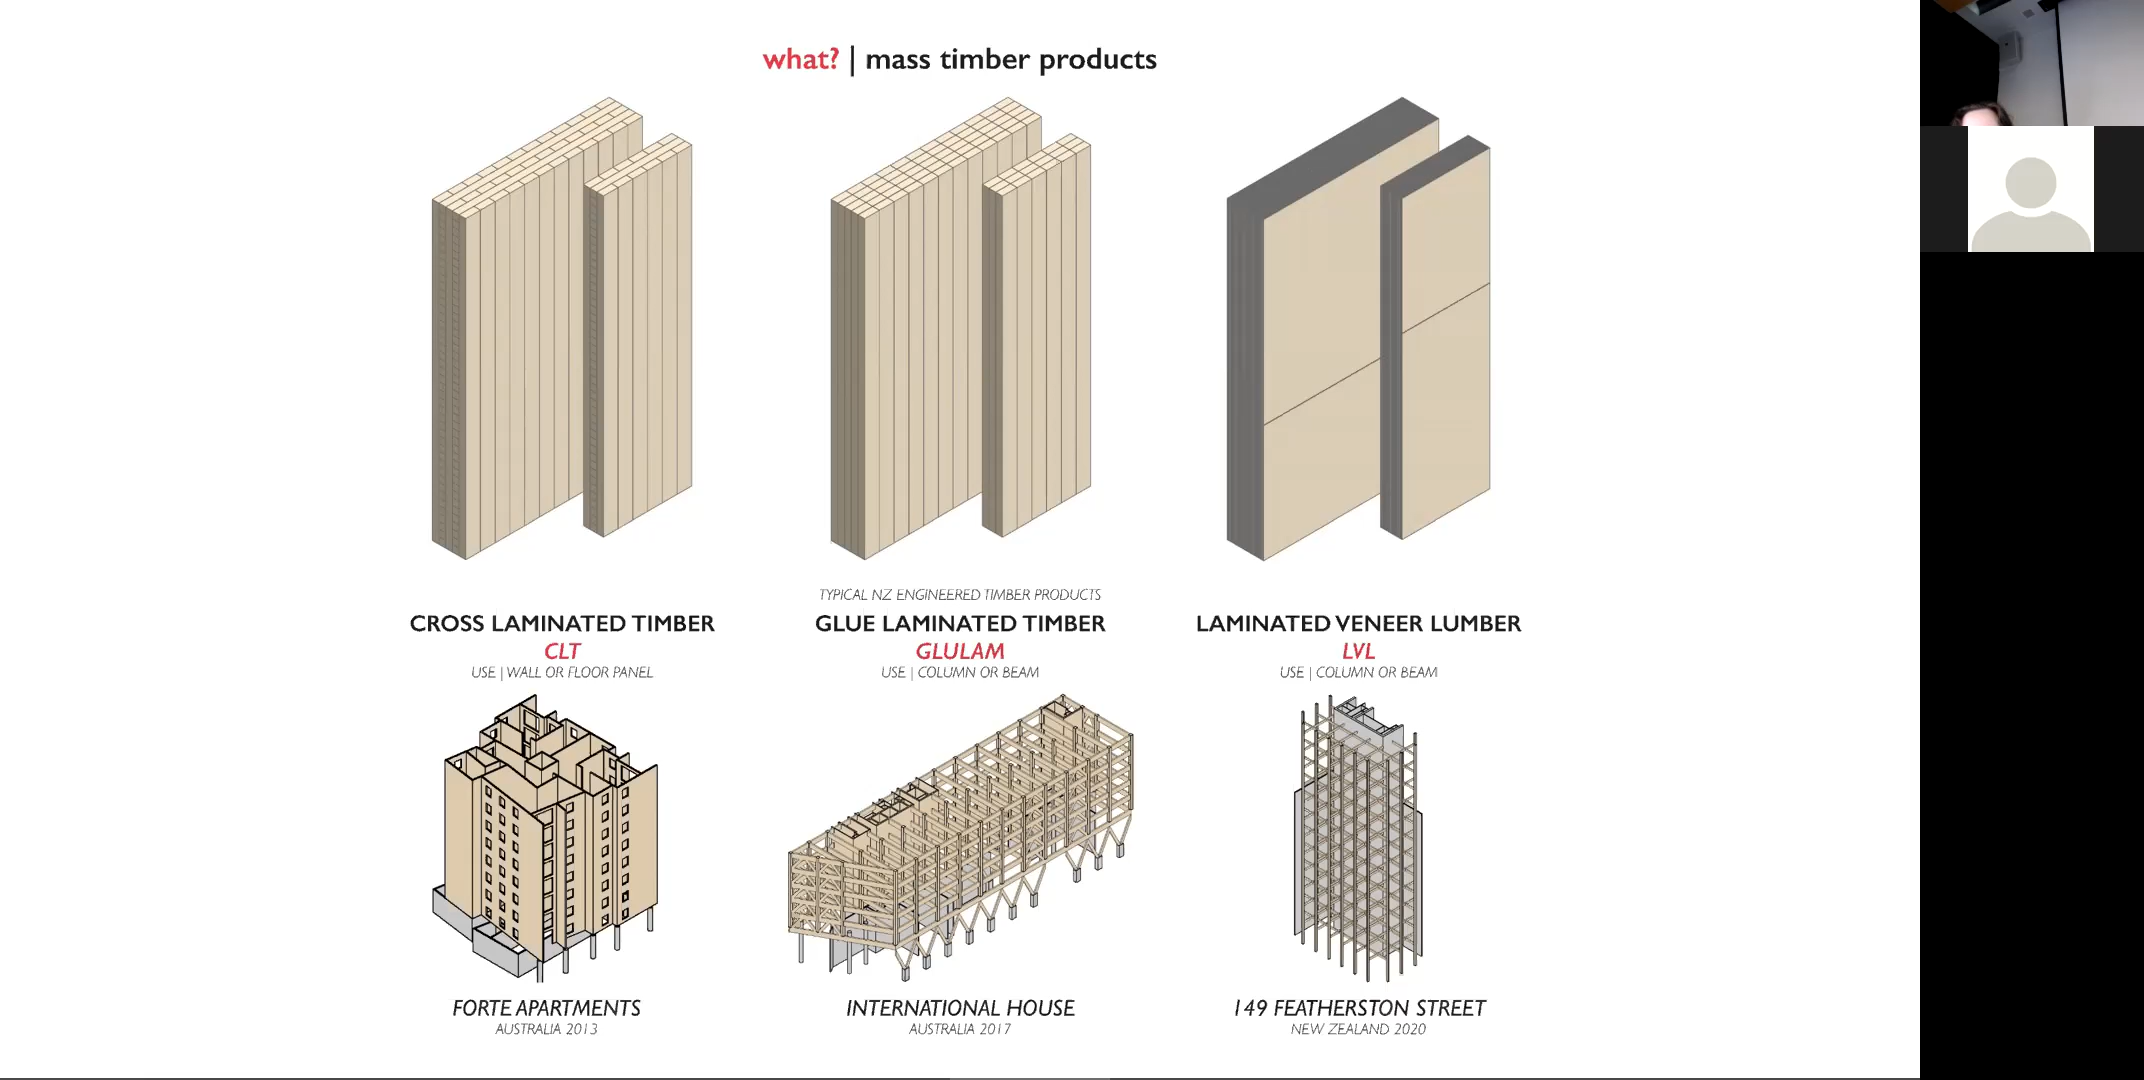 what? | mass timber products
TYPICAL NZ ENGINEERED TIMBER PRODUCTS
CROSS LAMINATED TIMBER
CLT
USE | WALL OR FLOOR PANEL
GLUE LAMINATED TIMBER
GLULAM
USE | COLUMN OR BEAM
LAMINATED VENEER LUMBER
LVL
USE | COLUMN OR BEAM
FORTE APARTMENTS
AUSTRALIA 2013
INTERNATIONAL HOUSE
AUSTRALIA 2017
149 FEATHERSTON STREET
NEW ZEALAND 2020